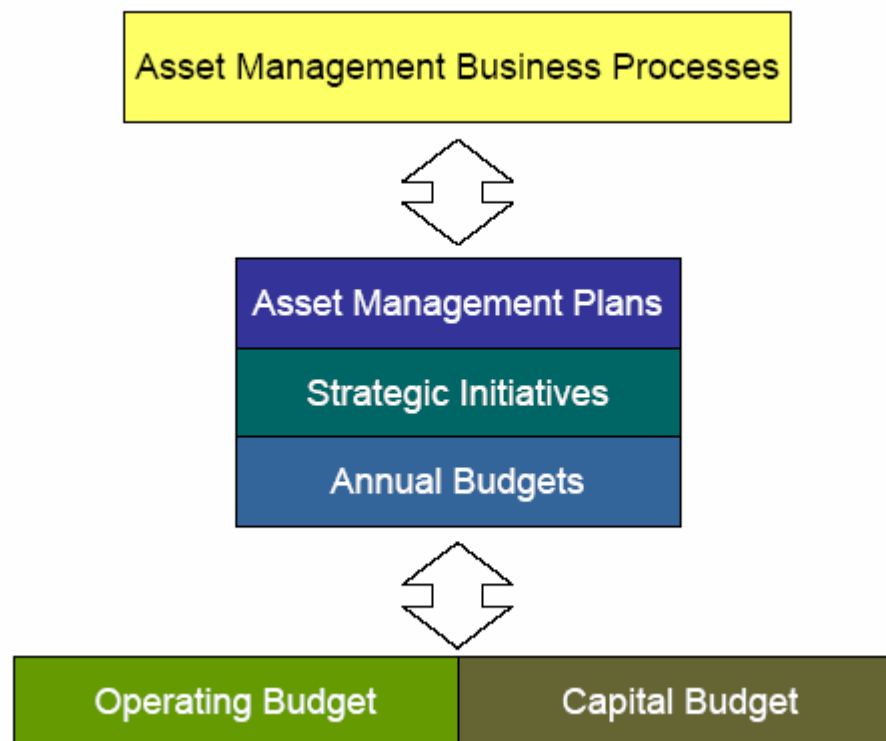 Asset Management Business Processes
Asset Management Plans
Strategic Initiatives
Annual Budgets
Operating Budget
Capital Budget